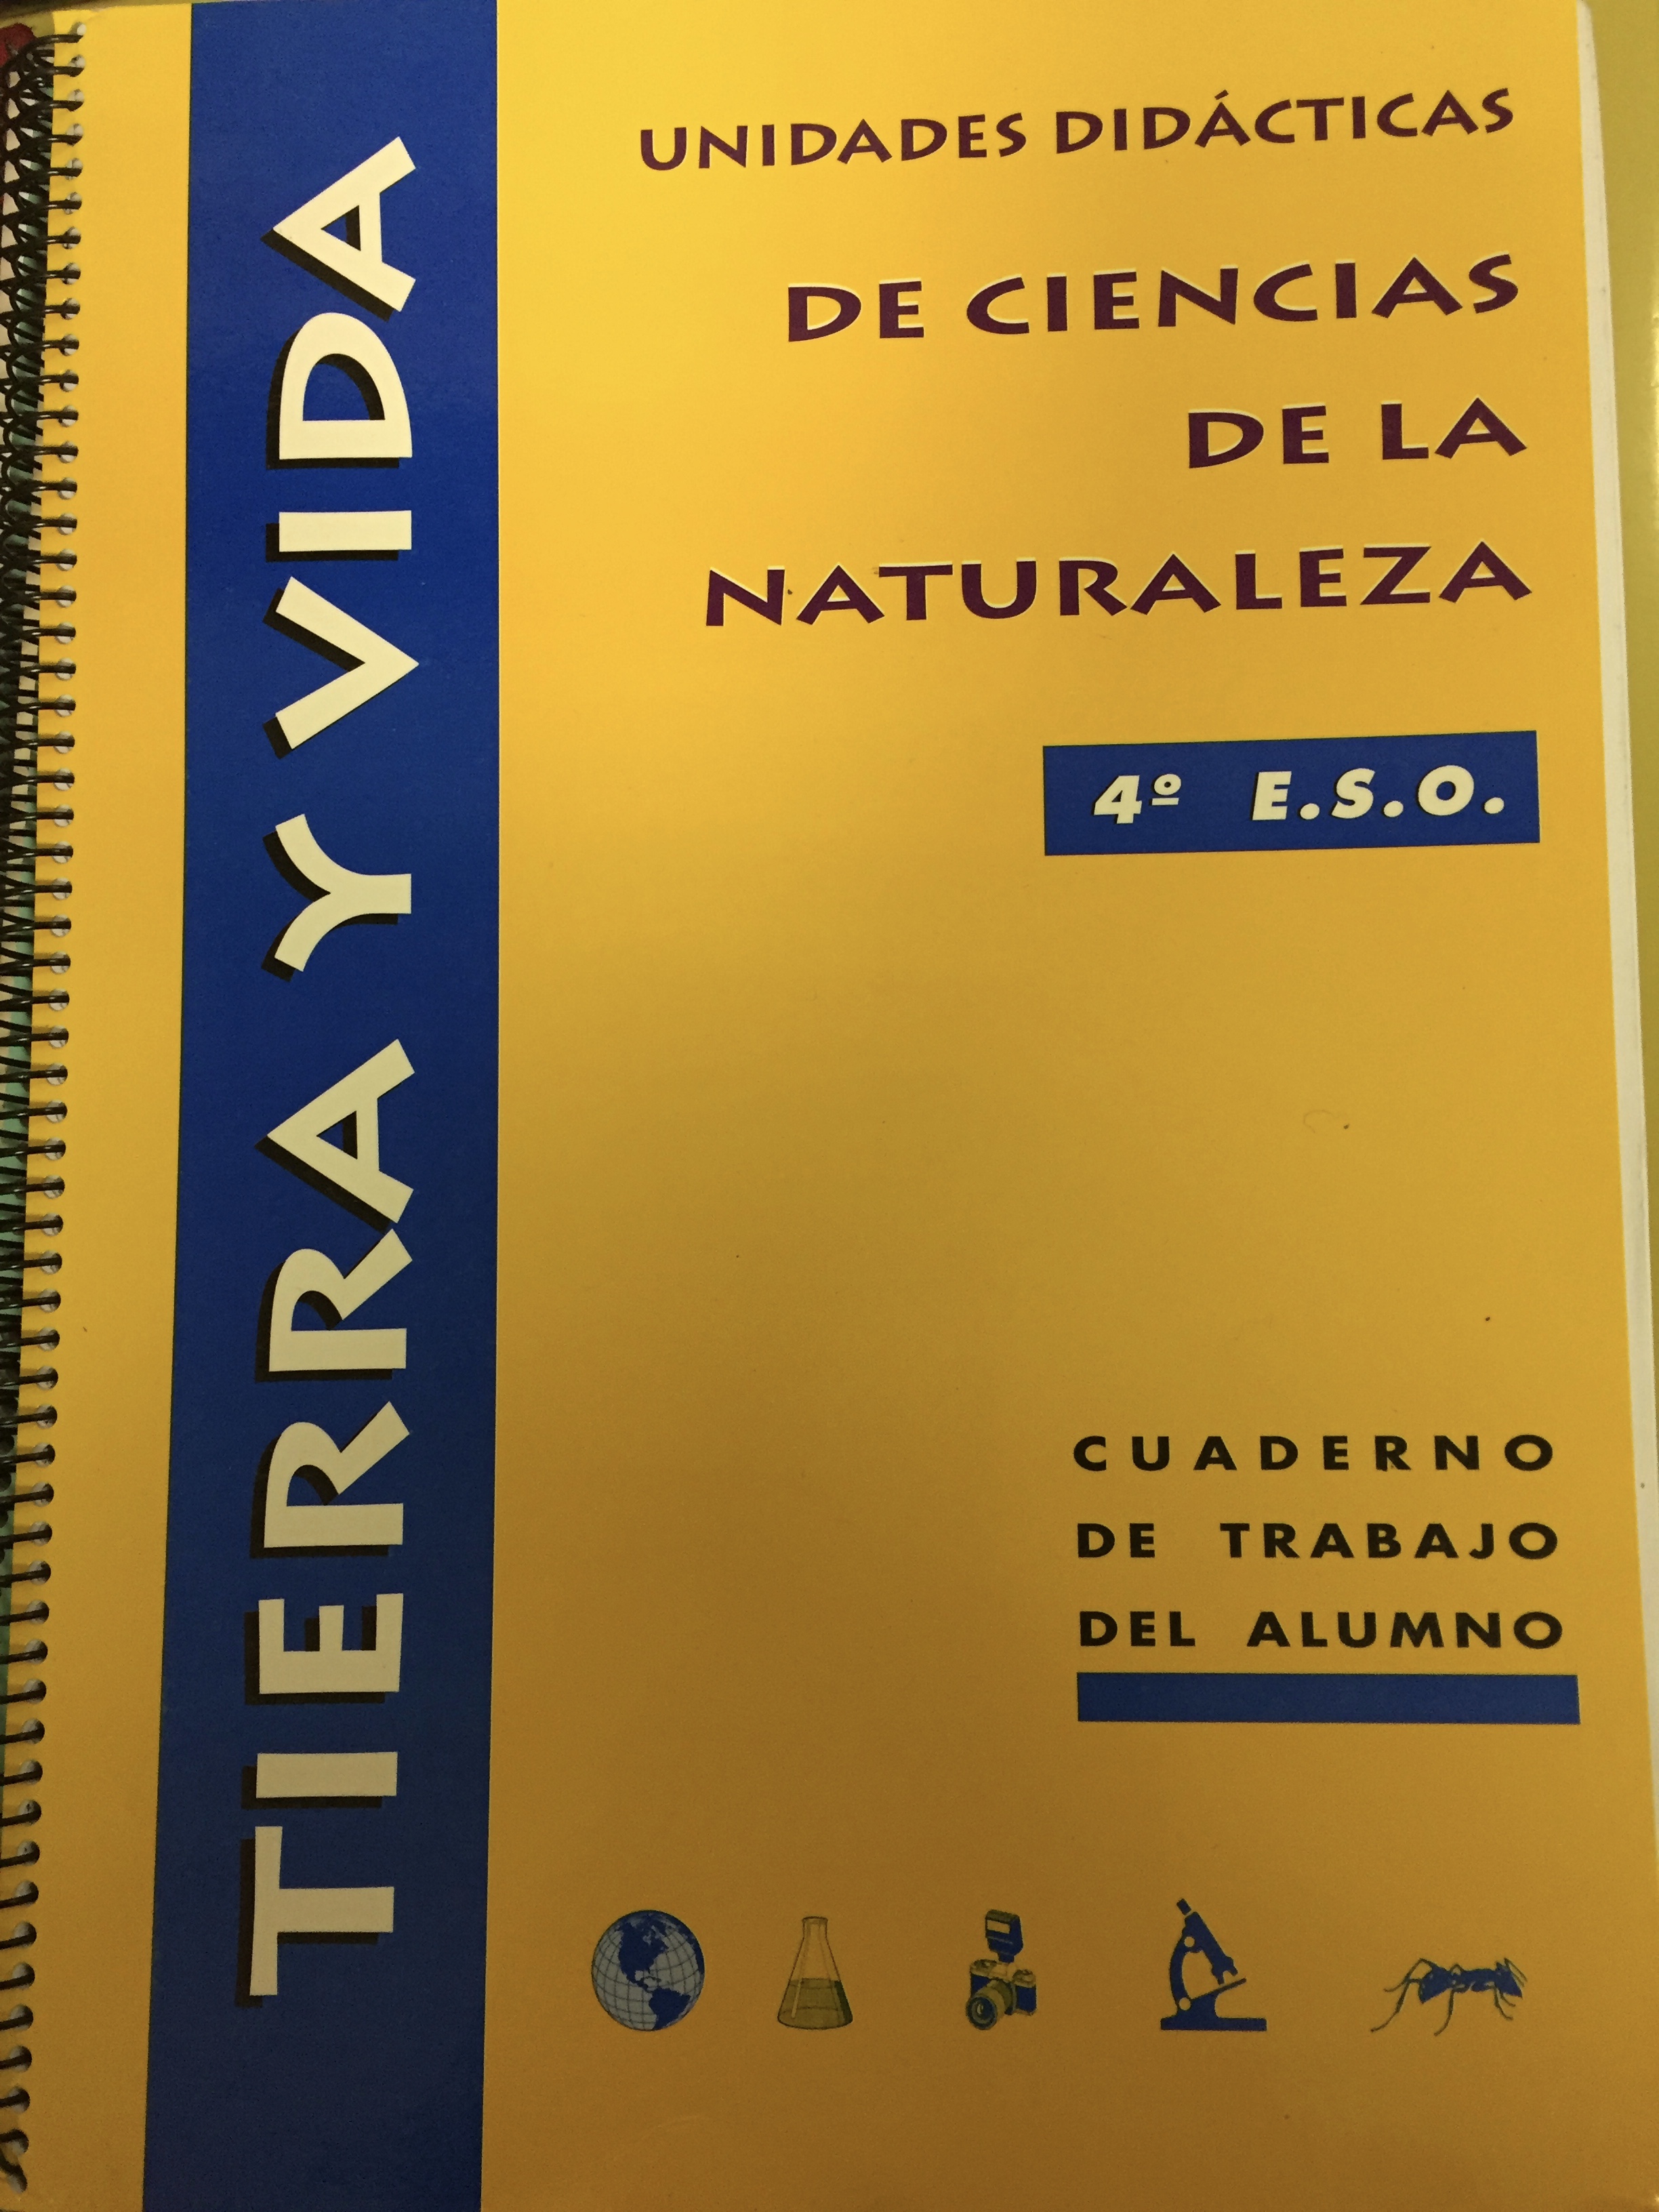 TIERRA Y VIDA
UNIDADES DIDÁCTICAS
DE CIENCIAS
DE LA
NATURALEZA
4º E.S.O.
CUADERNO
DE TRABAJO
DEL ALUMNO